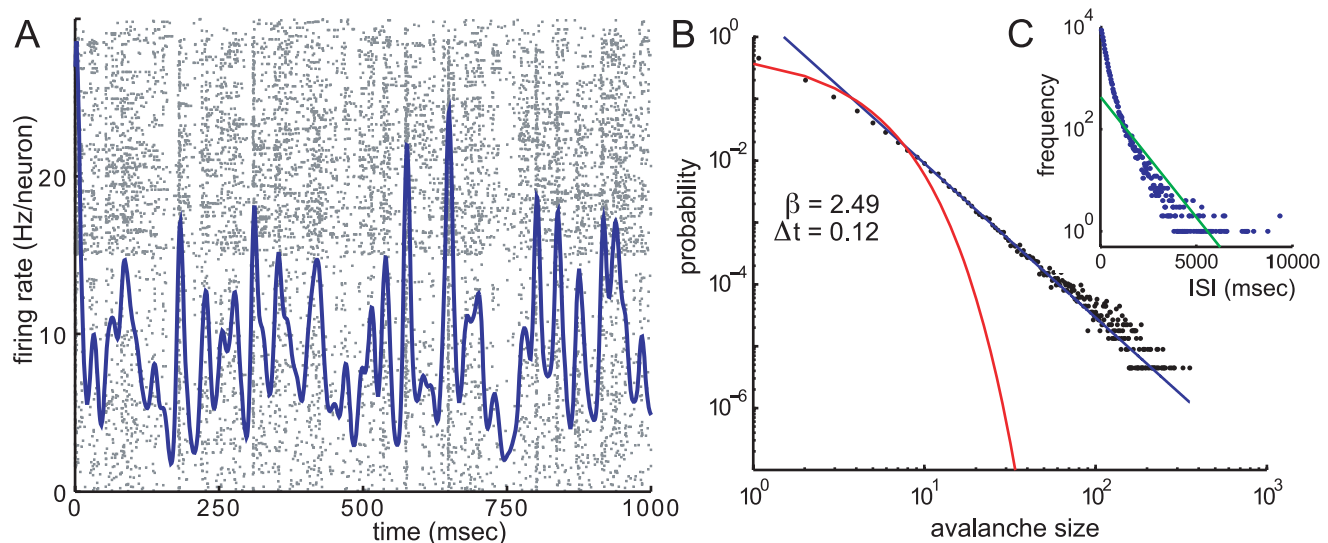 A
firing rate (Hz/neuron)
20
10
0
0
250
500
750
1000
time (msec)
B
probability
10^0
10^-2
10^-4
10^-6
β = 2.49
Δt = 0.12
10^0
10^1
10^2
10^3
avalanche size
C
frequency
10^4
10^2
10^0
0
5000
10000
ISI (msec)